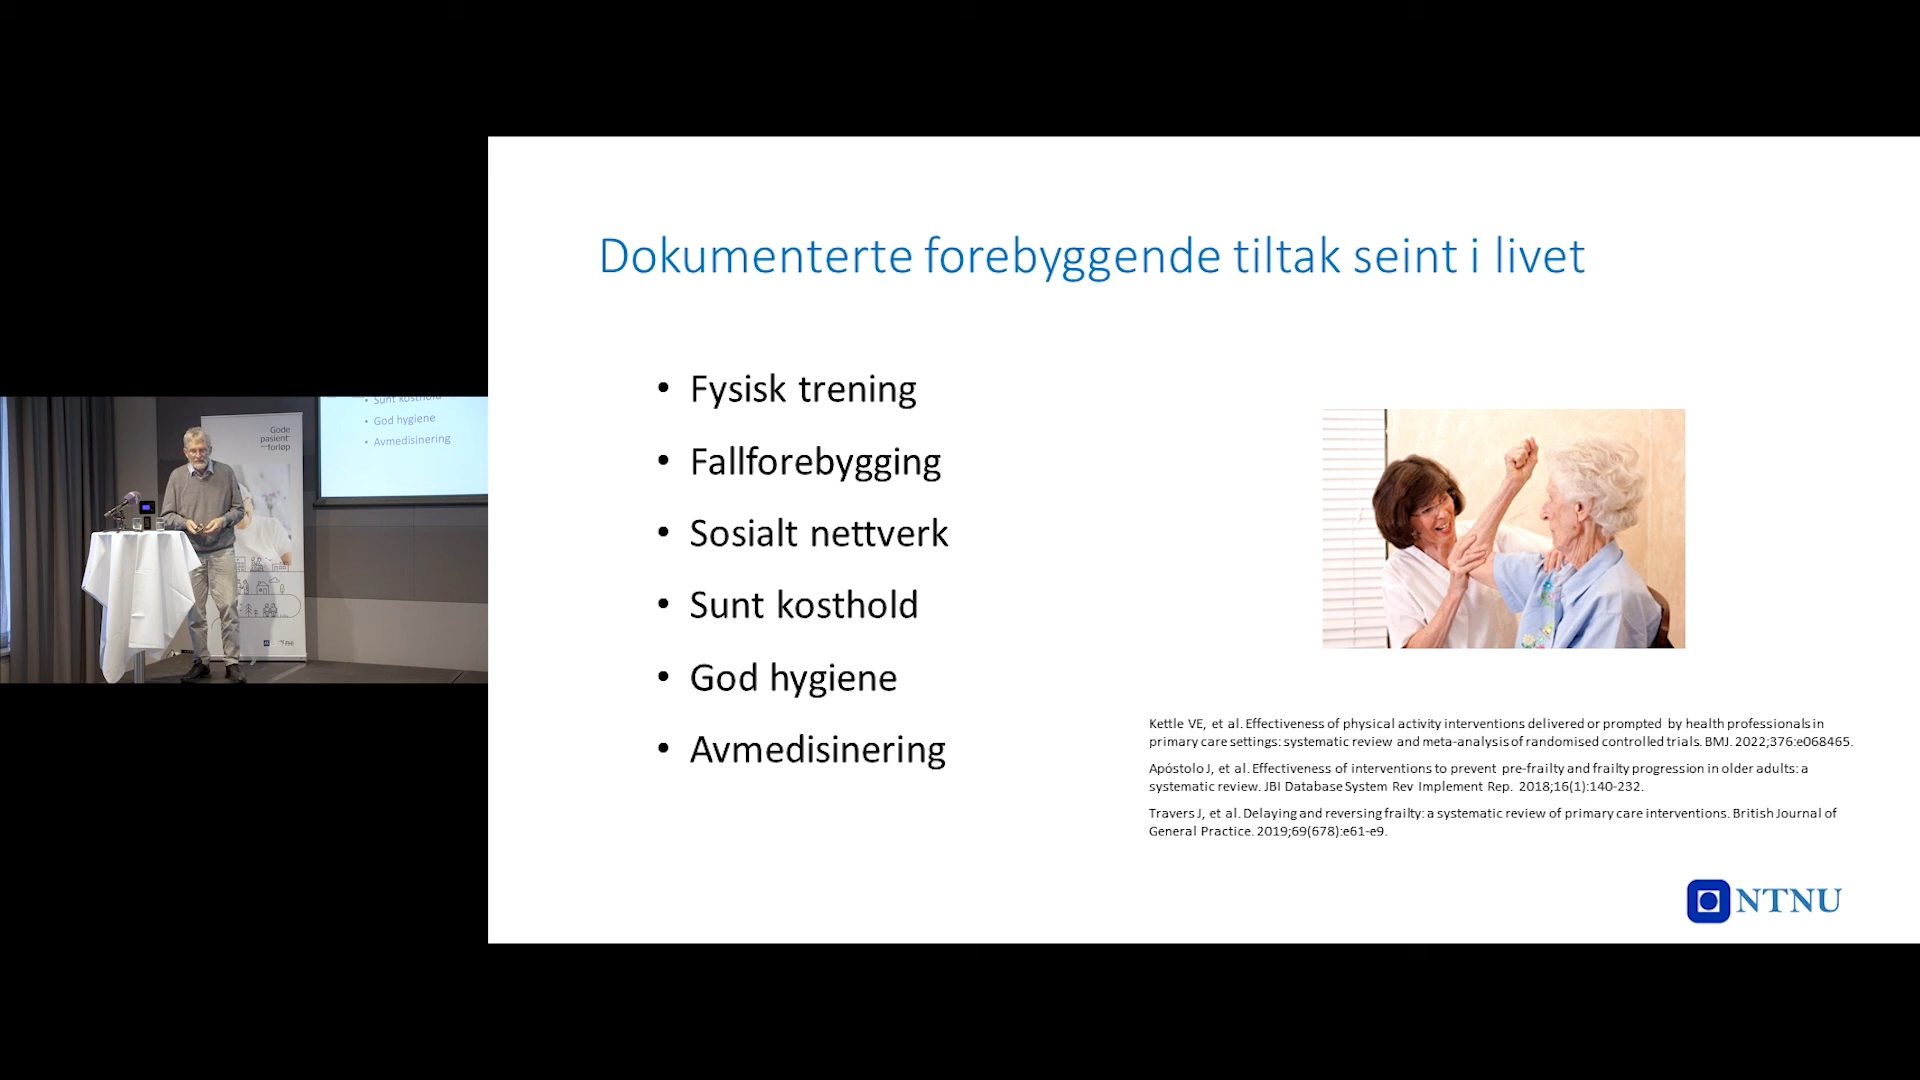 Dokumenterte forebyggende tiltak seint i livet
• Fysisk trening
• Fallforebygging
• Sosialt nettverk
• Sunt kosthold
• God hygiene
• Avmedisinering
Kettle VE, et al. Effectiveness of physical activity interventions delivered or prompted by health professionals in
primary care settings: systematic review and meta-analysis of randomised controlled trials. BMJ. 2022;376:e068465.
Apóstolo J, et al. Effectiveness of interventions to prevent pre-frailty and frailty progression in older adults: a
systematic review. JBI Database System Rev Implement Rep. 2018;16(1):140-232.
Travers J, et al. Delaying and reversing frailty: a systematic review of primary care interventions. British Journal of
General Practice. 2019;69(678):e61-e9.
NTNU
Gode
pasient
forløp
FHI
• Sunt kosthold
• God hygiene
• Avmedisinering